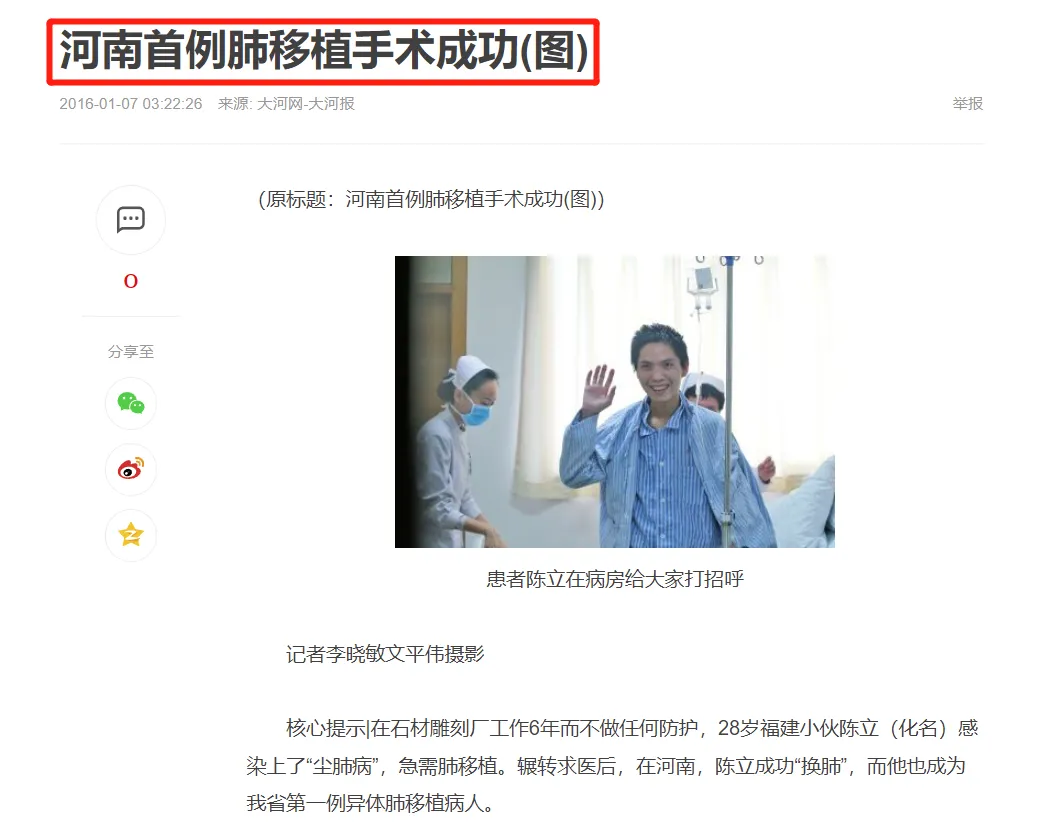 河南首例肺移植手术成功(图)
2016-01-07 03:22:26 来源: 大河网-大河报 举报
(原标题：河南首例肺移植手术成功(图))
0
分享至
患者陈立在病房给大家打招呼
记者李晓敏文平伟摄影
核心提示|在石材雕刻厂工作6年而不做任何防护，28岁福建小伙陈立（化名）感
染上了“尘肺病”，急需肺移植。辗转求医后，在河南，陈立成功“换肺”，而他也成为
我省第一例异体肺移植病人。